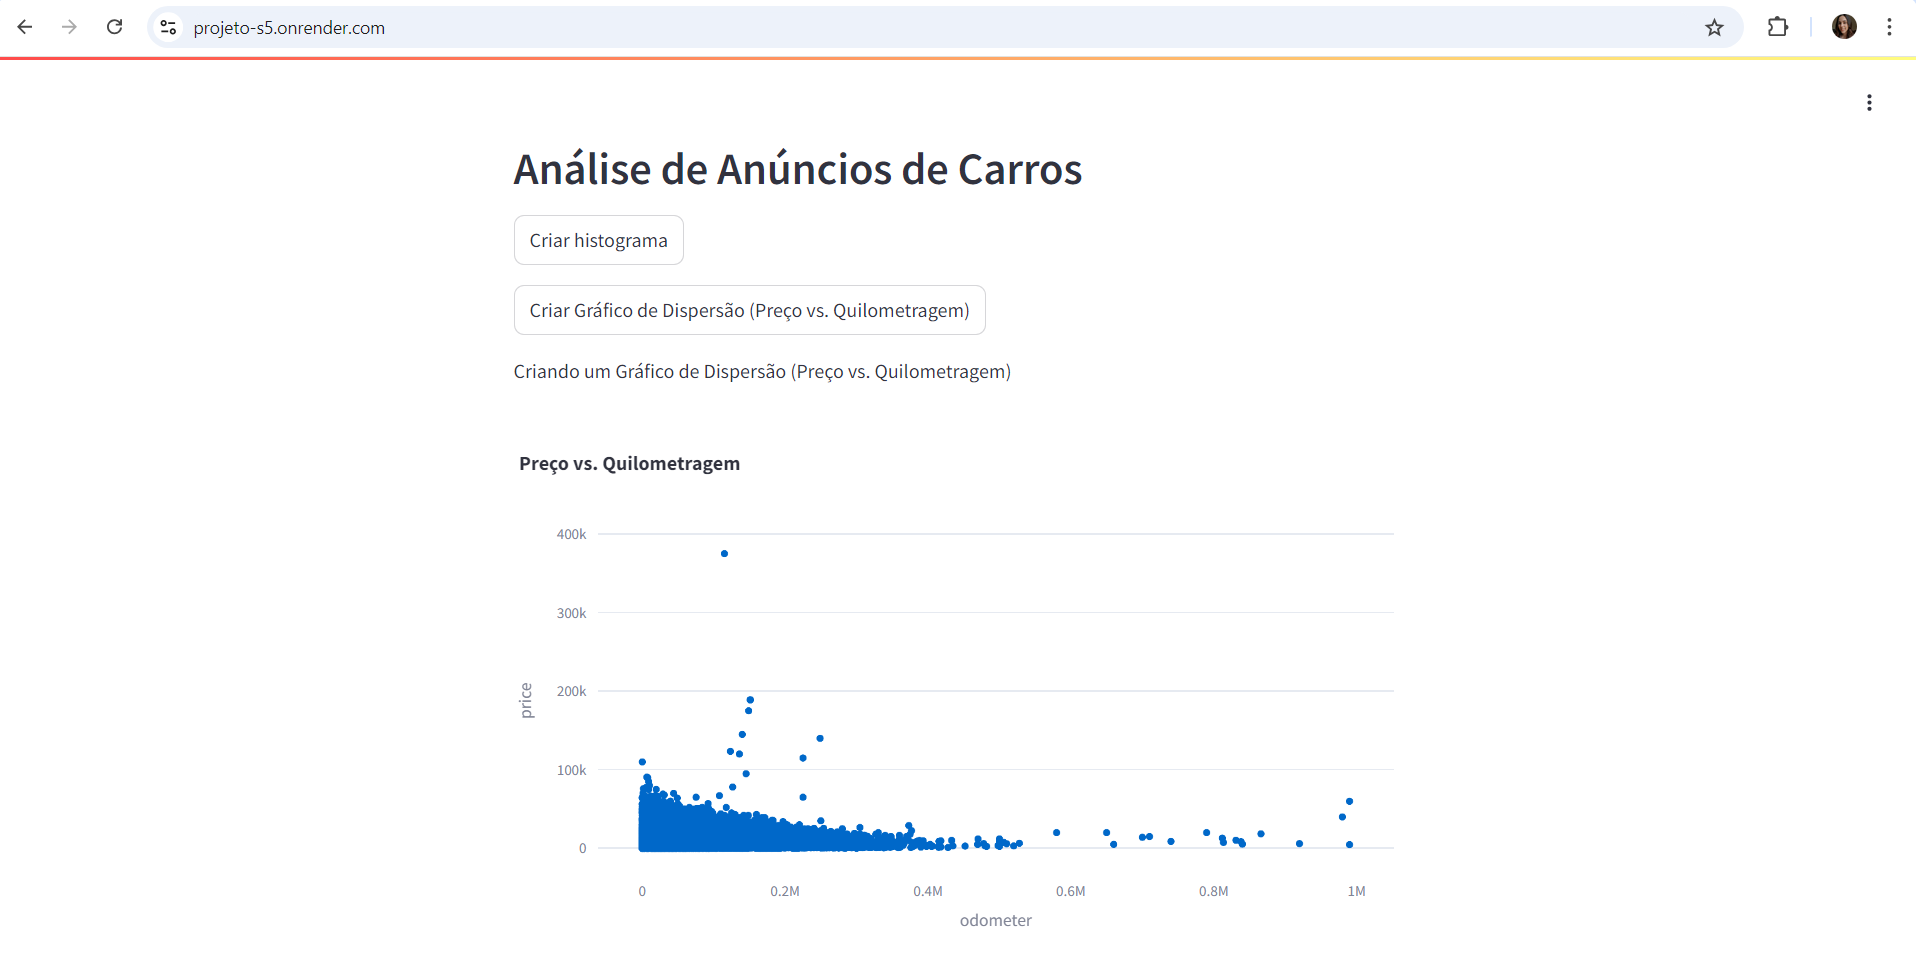 projeto-s5.onrender.com
Análise de Anúncios de Carros
Criar histograma
Criar Gráfico de Dispersão (Preço vs. Quilometragem)
Criando um Gráfico de Dispersão (Preço vs. Quilometragem)
Preço vs. Quilometragem
400k
300k
200k
100k
0
price
0 0.2M 0.4M 0.6M 0.8M 1M
odometer